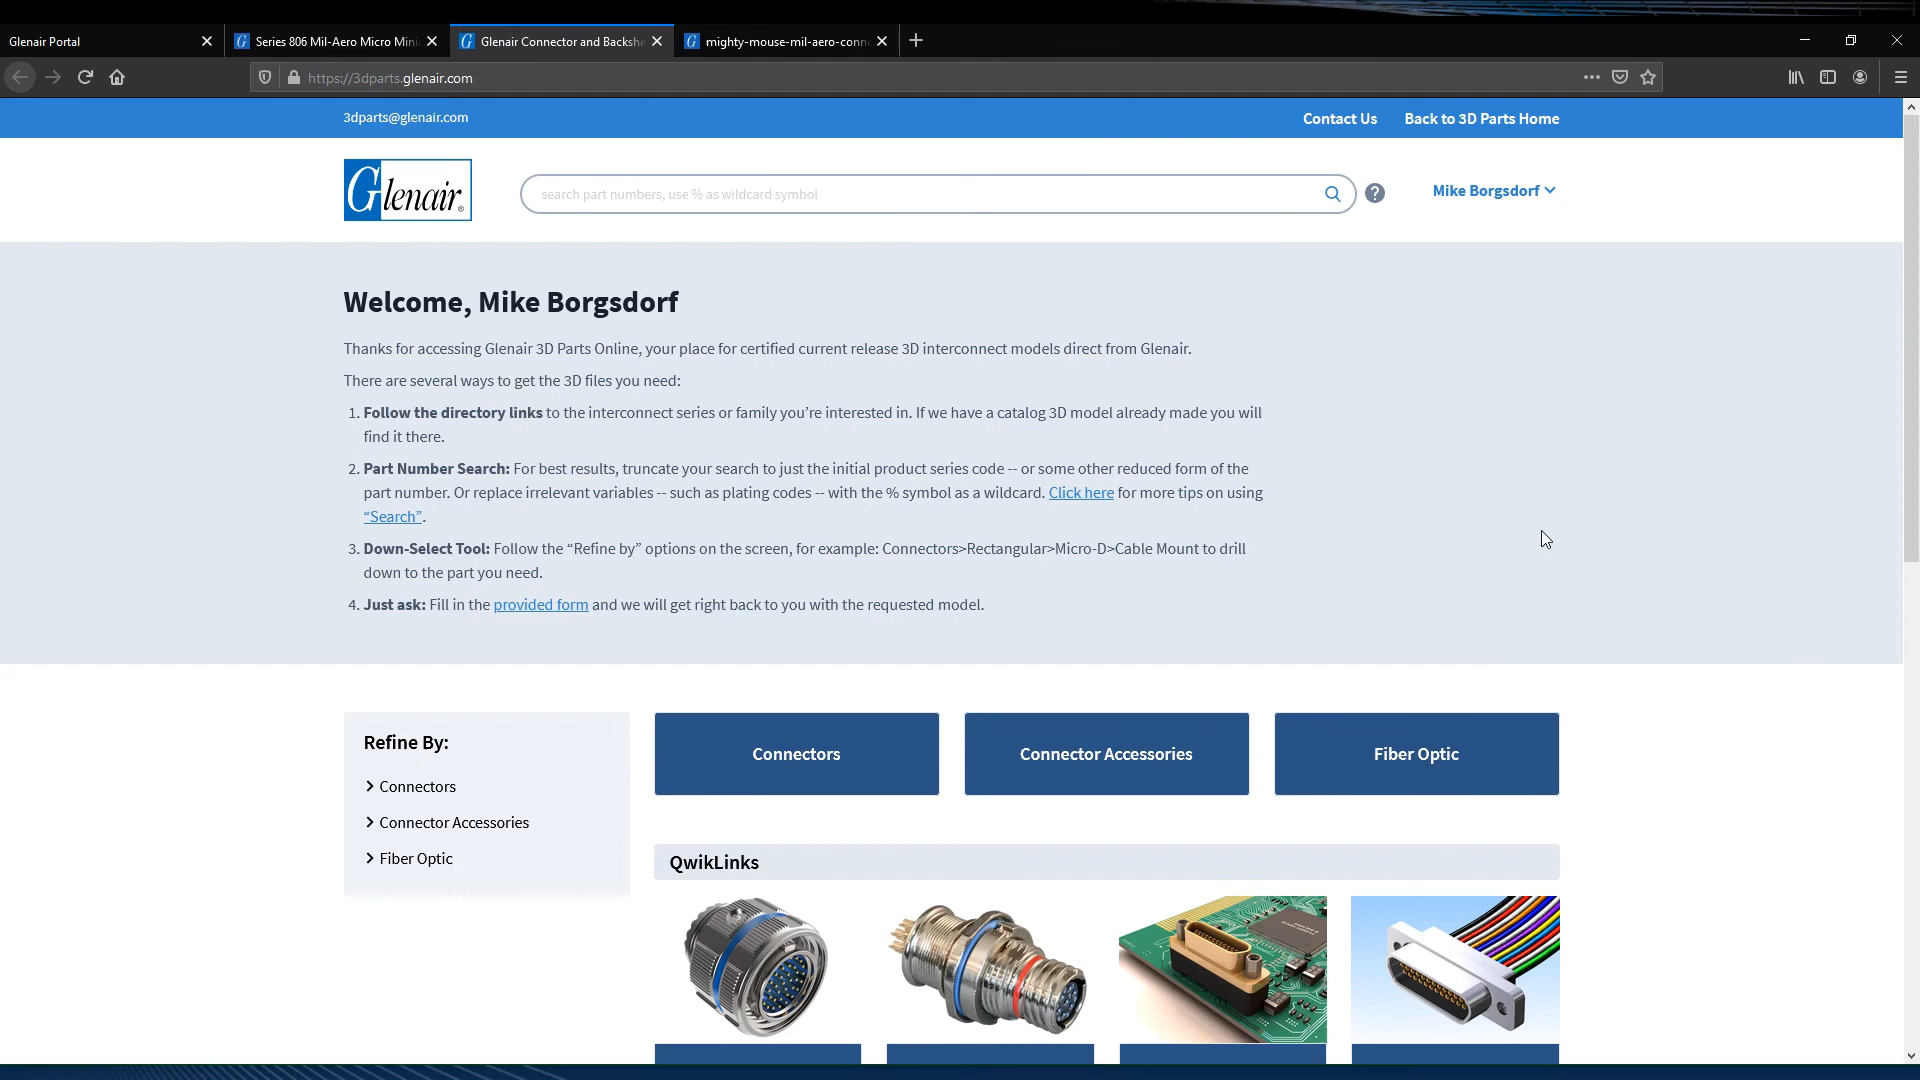 Glenair Portal
Series 806 Mil-Aero Micro Mini
Glenair Connector and Backshe
mighty-mouse-mil-aero-conn
https://3dparts.glenair.com
3dparts@glenair.com
Contact Us
Back to 3D Parts Home
Glenair
search part numbers, use % as wildcard symbol
Mike Borgsdorf
Welcome, Mike Borgsdorf
Thanks for accessing Glenair 3D Parts Online, your place for certified current release 3D interconnect models direct from Glenair.
There are several ways to get the 3D files you need:
1. Follow the directory links to the interconnect series or family you’re interested in. If we have a catalog 3D model already made you will
find it there.
2. Part Number Search: For best results, truncate your search to just the initial product series code -- or some other reduced form of the
part number. Or replace irrelevant variables -- such as plating codes -- with the % symbol as a wildcard. Click here for more tips on using
“Search”.
3. Down-Select Tool: Follow the “Refine by” options on the screen, for example: Connectors>Rectangular>Micro-D>Cable Mount to drill
down to the part you need.
4. Just ask: Fill in the provided form and we will get right back to you with the requested model.
Refine By:
Connectors
Connector Accessories
Fiber Optic
Connectors
Connector Accessories
Fiber Optic
QwikLinks